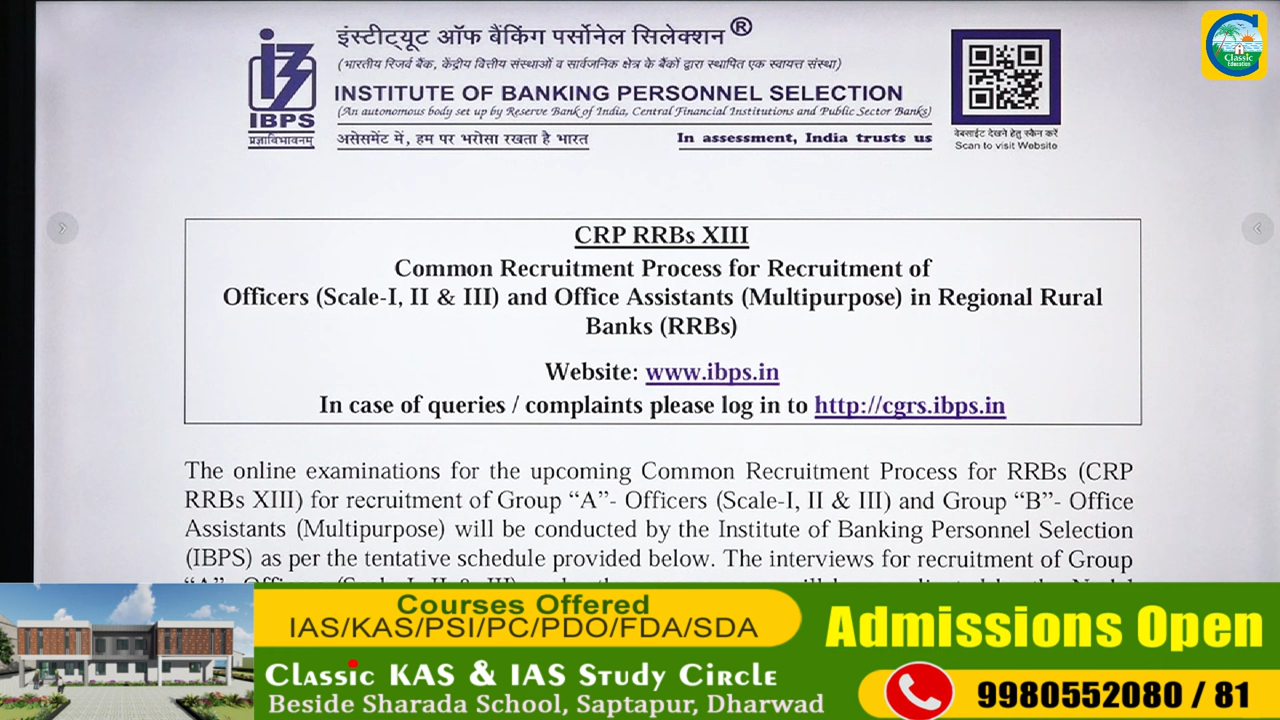 इंस्टीट्यूट ऑफ बैंकिंग पर्सोनेल सिलेक्शन ®
(भारतीय रिजर्व बैंक, केंद्रीय वित्तीय संस्थाओं व सार्वजनिक क्षेत्र के बैंकों द्वारा स्थापित एक स्वायत्त संस्था)
INSTITUTE OF BANKING PERSONNEL SELECTION
(An autonomous body set up by Reserve Bank of India, Central Financial Institutions and Public Sector Banks)
IBPS
प्रज्ञाविभावनम्
असेसमेंट में, हम पर भरोसा रखता है भारत
In assessment, India trusts us
वेबसाईट देखने हेतु स्कैन करें
Scan to visit Website
Classic
Education
CRP RRBs XIII
Common Recruitment Process for Recruitment of
Officers (Scale-I, II & III) and Office Assistants (Multipurpose) in Regional Rural
Banks (RRBs)
Website: www.ibps.in
In case of queries / complaints please log in to http://cgrs.ibps.in
The online examinations for the upcoming Common Recruitment Process for RRBs (CRP
RRBs XIII) for recruitment of Group “A”- Officers (Scale-I, II & III) and Group “B”- Office
Assistants (Multipurpose) will be conducted by the Institute of Banking Personnel Selection
(IBPS) as per the tentative schedule provided below. The interviews for recruitment of Group
Courses Offered
IAS/KAS/PSI/PC/PDO/FDA/SDA
Classic KAS & IAS Study Circle
Beside Sharada School, Saptapur, Dharwad
Admissions Open
9980552080 / 81